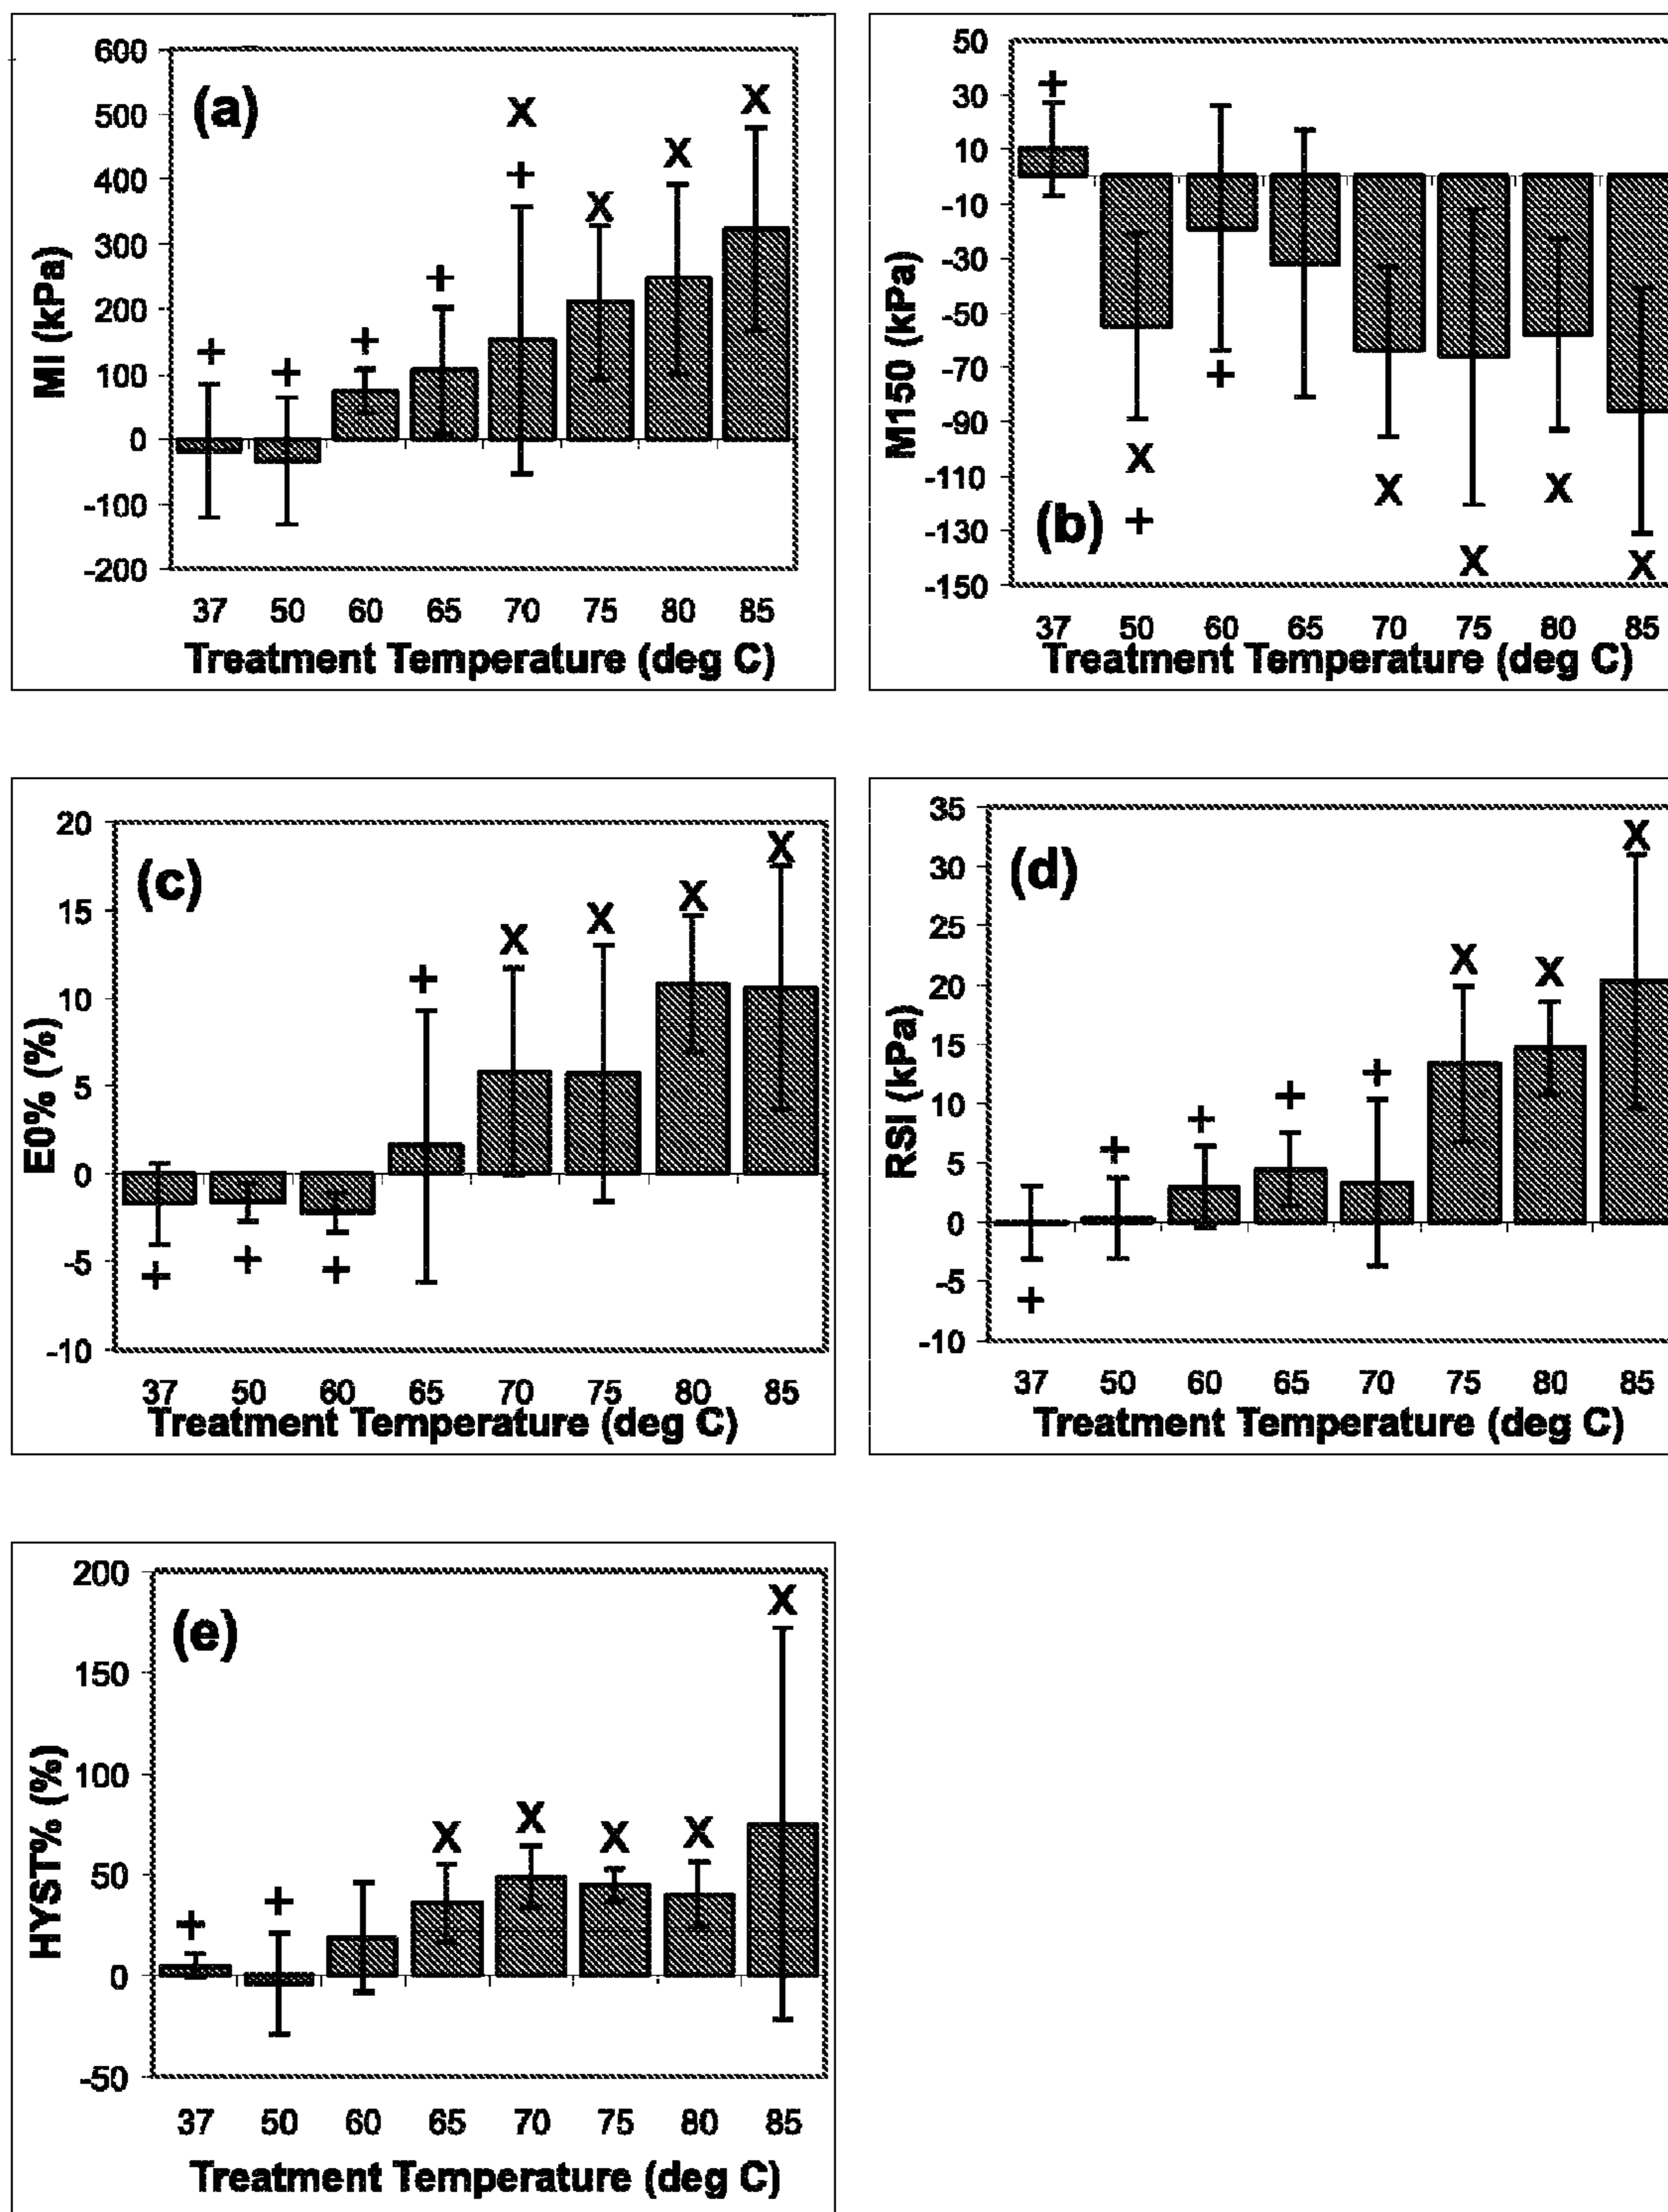 (a)
MI (kPa)
600
500
400
300
200
100
0
-100
-200
+
+
+
+
x
+
x
x
x
37 50 60 65 70 75 80 85
Treatment Temperature (deg C)
(b)
M150 (kPa)
50
30
10
-10
-30
-50
-70
-90
-110
-130
-150
+
x
+
+
x
x
x
x
37 50 60 65 70 75 80 85
Treatment Temperature (deg C)
(c)
E0% (%)
20
15
10
5
0
-5
-10
+
+
+
+
x
x
x
x
37 50 60 65 70 75 80 85
Treatment Temperature (deg C)
(d)
RSI (kPa)
35
30
25
20
15
10
5
0
-5
-10
+
+
+
+
+
x
x
x
37 50 60 65 70 75 80 85
Treatment Temperature (deg C)
(e)
HYST% (%)
200
150
100
50
0
-50
+
+
x
x
x
x
x
37 50 60 65 70 75 80 85
Treatment Temperature (deg C)